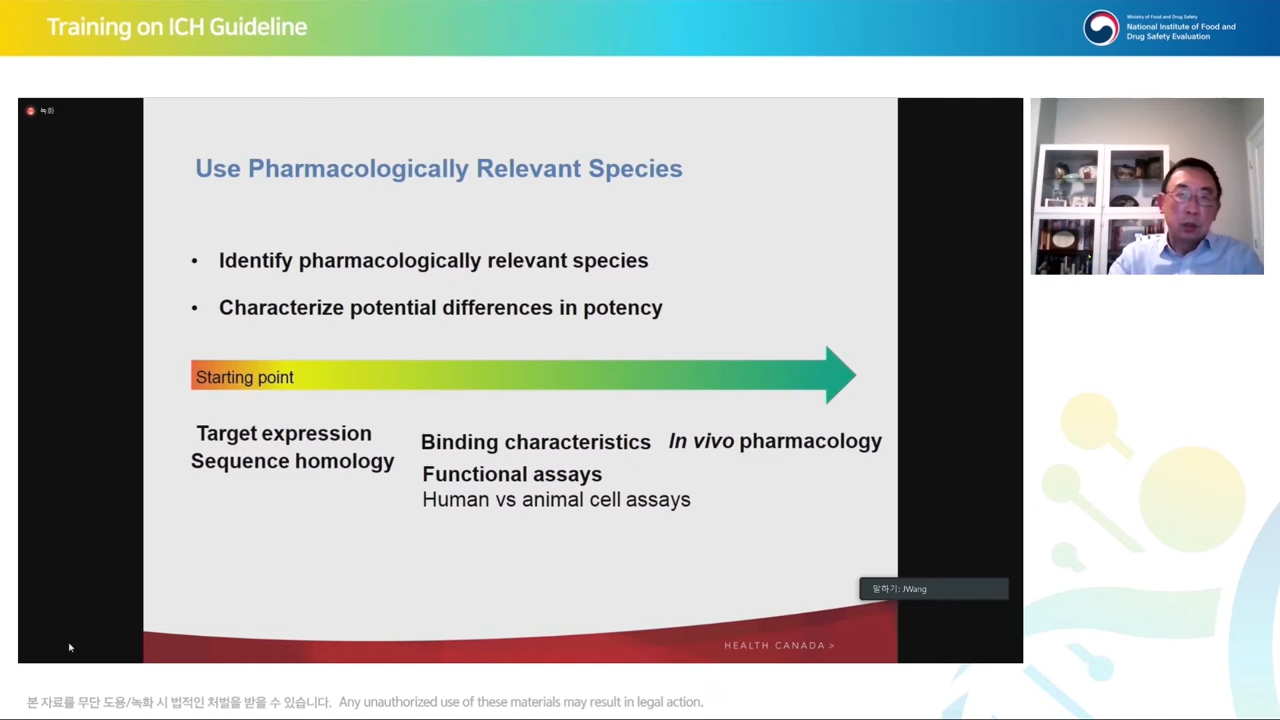 Training on ICH Guideline
Ministry of Food and Drug Safety
National Institute of Food and
Drug Safety Evaluation
녹화
Use Pharmacologically Relevant Species
• Identify pharmacologically relevant species
• Characterize potential differences in potency
Starting point
Target expression
Sequence homology
Binding characteristics
Functional assays
Human vs animal cell assays
In vivo pharmacology
말하기: JWang
HEALTH CANADA >
본 자료를 무단 도용/녹화 시 법적인 처벌을 받을 수 있습니다. Any unauthorized use of these materials may result in legal action.